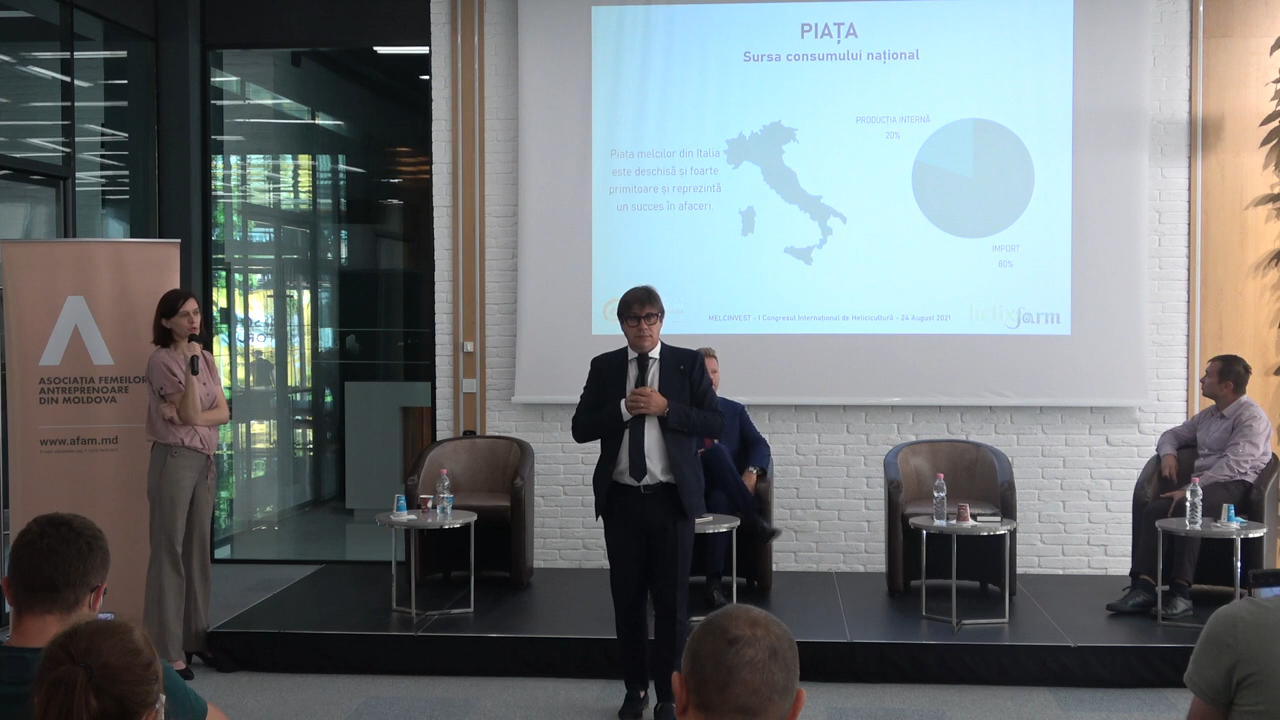 PIAȚA
Sursa consumului național
Piața melcilor din Italia
este deschisă și foarte
primitoare și reprezintă
un succes în afaceri.
PRODUCȚIA INTERNĂ
20%
IMPORT
80%
MELCINVEST - I Congresul Internațional de Helicicultură - 24 August 2021
helixfarm
ASOCIAȚIA FEMEILOR
ANTREPRENOARE
DIN MOLDOVA
www.afam.md